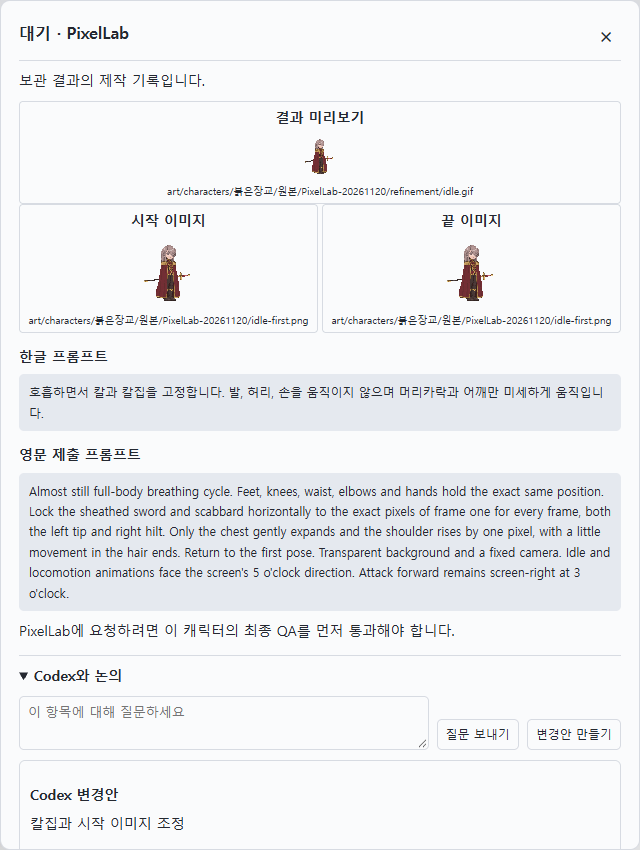 대기 · PixelLab
×
보관 결과의 제작 기록입니다.
결과 미리보기
art/characters/붉은장교/원본/PixelLab-20261120/refinement/idle.gif
시작 이미지
끝 이미지
art/characters/붉은장교/원본/PixelLab-20261120/idle-first.png
art/characters/붉은장교/원본/PixelLab-20261120/idle-first.png
한글 프롬프트
호흡하면서 칼과 칼집을 고정합니다. 발, 허리, 손을 움직이지 않으며 머리카락과 어깨만 미세하게 움직입니
다.
영문 제출 프롬프트
Almost still full-body breathing cycle. Feet, knees, waist, elbows and hands hold the exact same position.
Lock the sheathed sword and scabbard horizontally to the exact pixels of frame one for every frame, both
the left tip and right hilt. Only the chest gently expands and the shoulder rises by one pixel, with a little
movement in the hair ends. Return to the first pose. Transparent background and a fixed camera. Idle and
locomotion animations face the screen's 5 o'clock direction. Attack forward remains screen-right at 3
o'clock.
PixelLab에 요청하려면 이 캐릭터의 최종 QA를 먼저 통과해야 합니다.
▼ Codex와 논의
이 항목에 대해 질문하세요
질문 보내기
변경안 만들기
Codex 변경안
칼집과 시작 이미지 조정